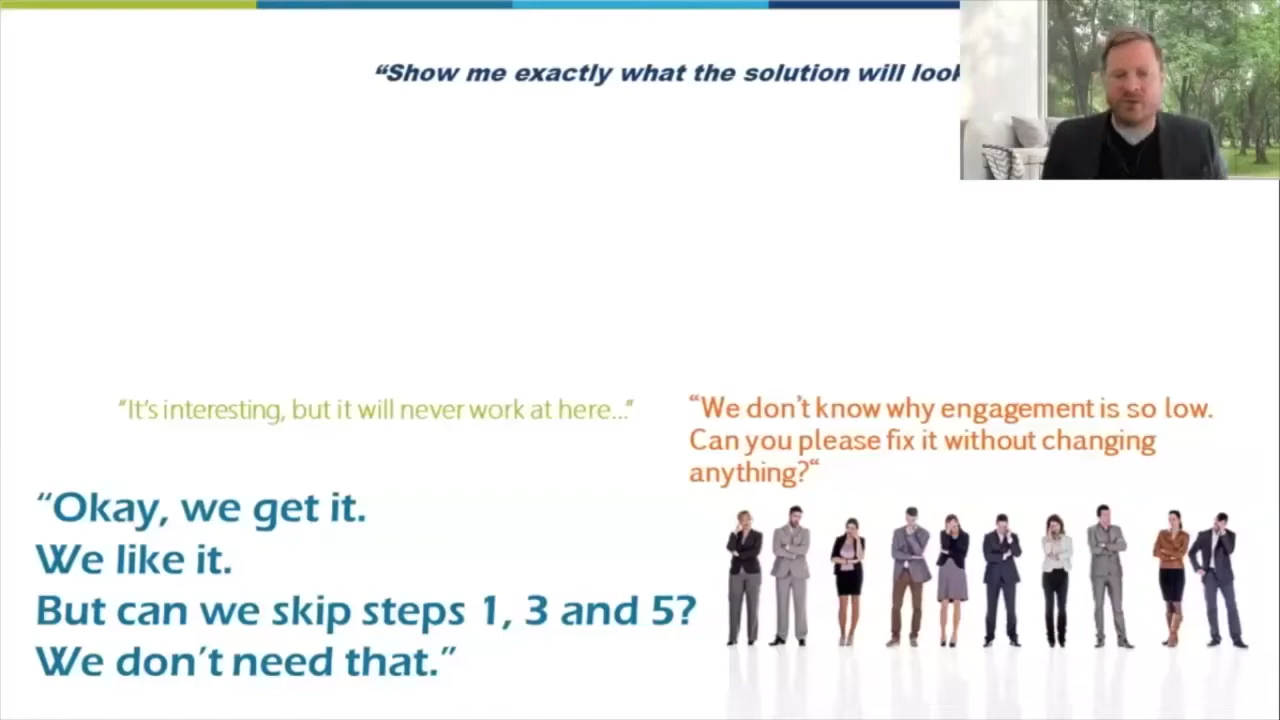 “Show me exactly what the solution will look
“It’s interesting, but it will never work at here...”
“We don’t know why engagement is so low.
Can you please fix it without changing
anything?“
“Okay, we get it.
We like it.
But can we skip steps 1, 3 and 5?
We don’t need that.”